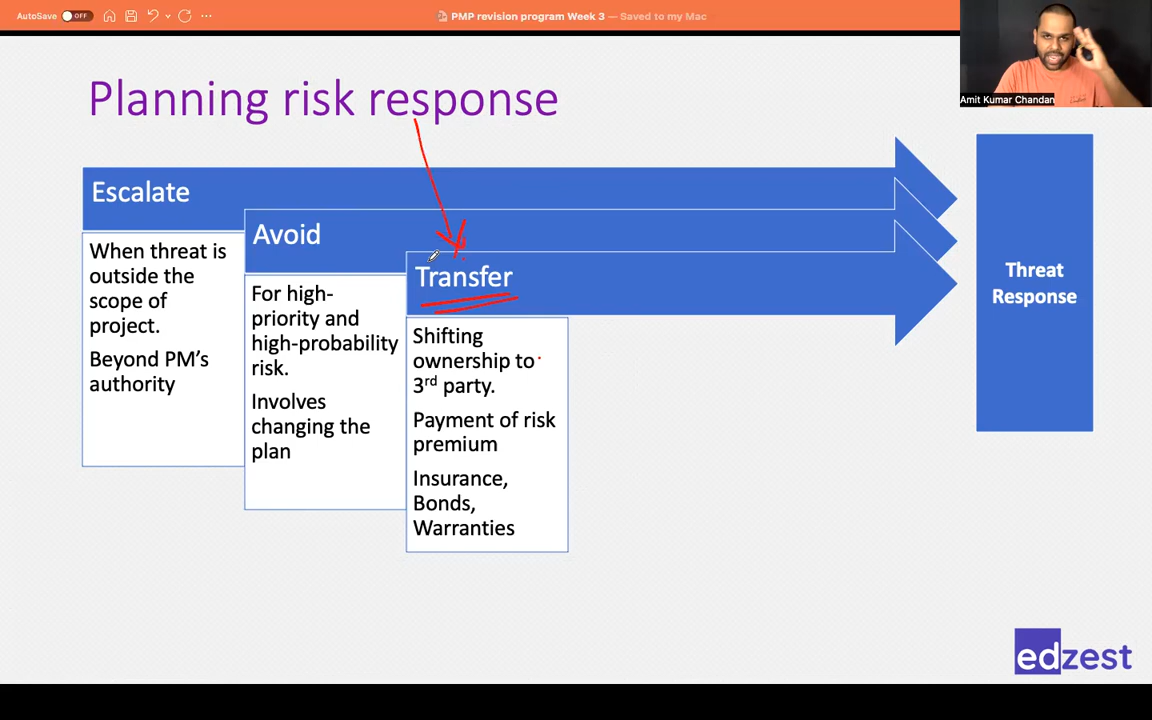 AutoSave OFF
PMP revision program Week 3 — Saved to my Mac
Amit Kumar Chandan
Planning risk response
Escalate
When threat is
outside the
scope of
project.
Beyond PM's
authority
Avoid
For high-
priority and
high-probability
risk.
Involves
changing the
plan
Transfer
Shifting
ownership to
3rd party.
Payment of risk
premium
Insurance,
Bonds,
Warranties
Threat
Response
edzest